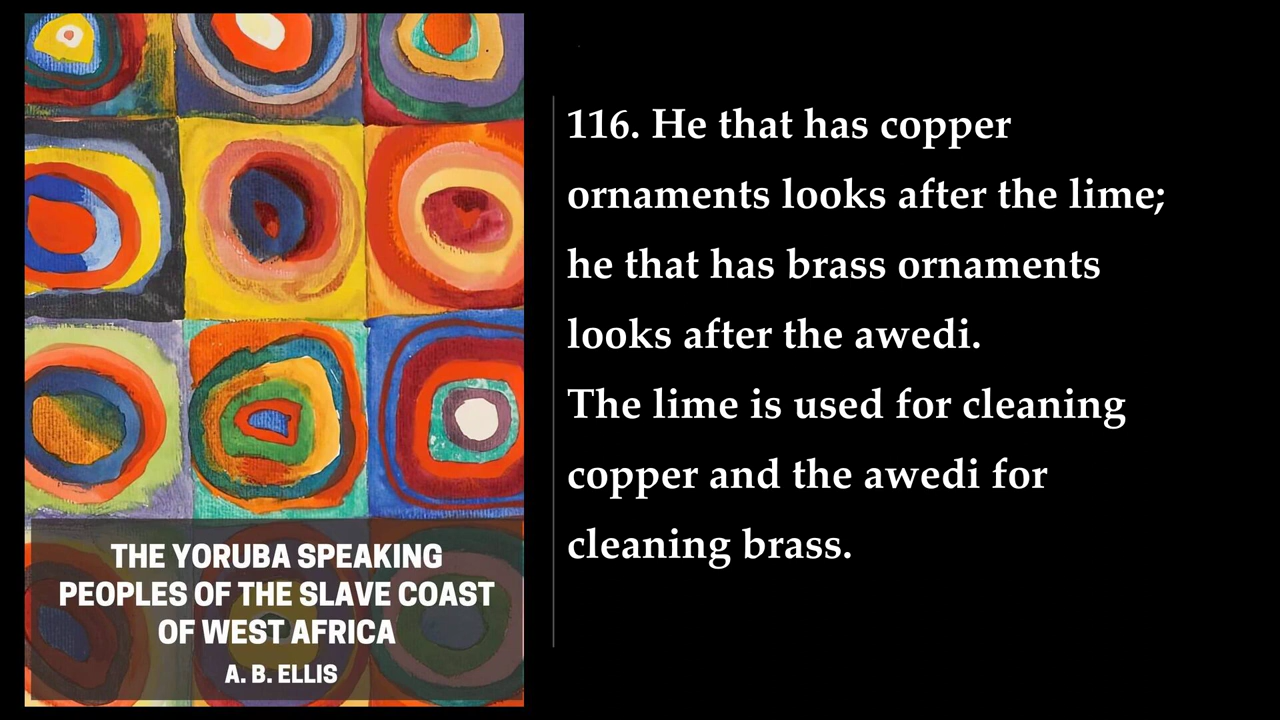 THE YORUBA SPEAKING
PEOPLES OF THE SLAVE COAST
OF WEST AFRICA
A. B. ELLIS
116. He that has copper
ornaments looks after the lime;
he that has brass ornaments
looks after the awedi.
The lime is used for cleaning
copper and the awedi for
cleaning brass.